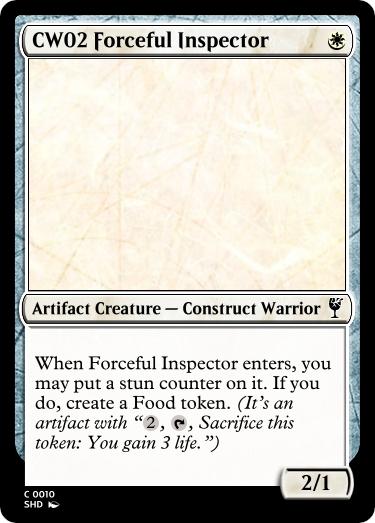 CW02 Forceful Inspector
Artifact Creature — Construct Warrior
When Forceful Inspector enters, you
may put a stun counter on it. If you
do, create a Food token. (It's an
artifact with “2, , Sacrifice this
token: You gain 3 life.”)
2/1
C 0010
SHD